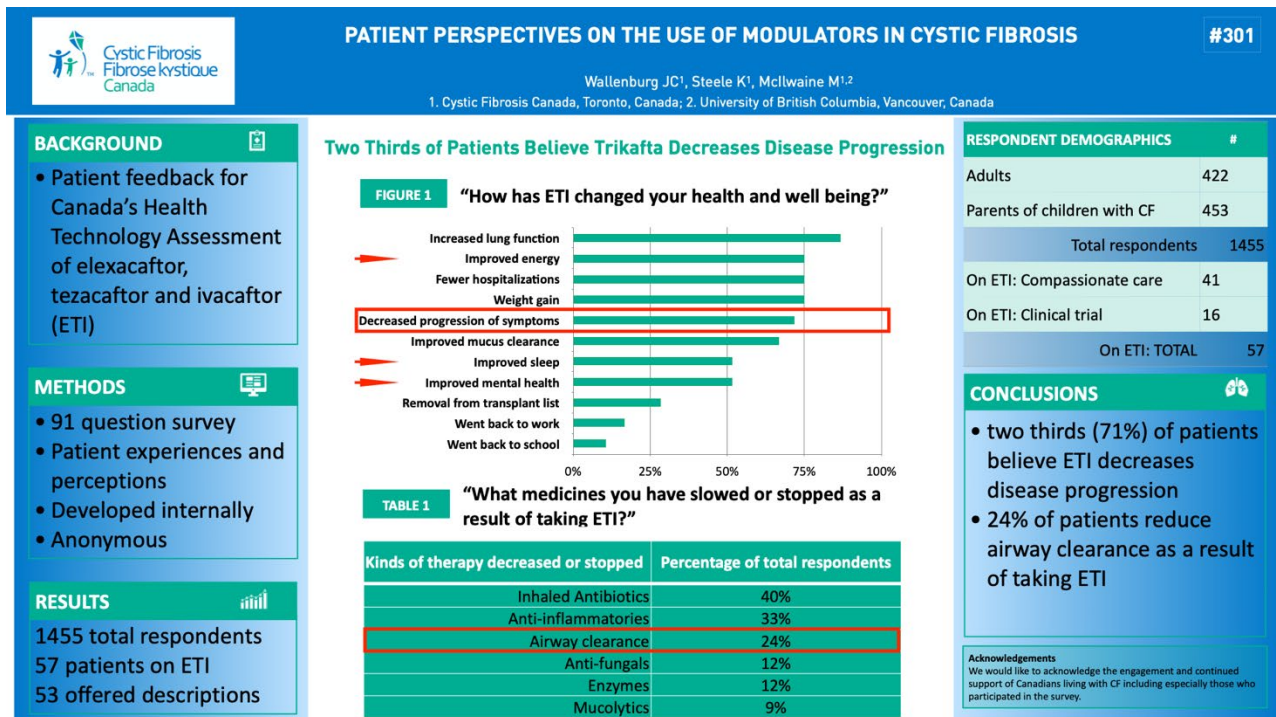 Cystic Fibrosis
Fibrose kystique
Canada
TM
PATIENT PERSPECTIVES ON THE USE OF MODULATORS IN CYSTIC FIBROSIS
#301
Wallenburg JC1, Steele K1, McIlwaine M1,2
1. Cystic Fibrosis Canada, Toronto, Canada; 2. University of British Columbia, Vancouver, Canada
BACKGROUND
• Patient feedback for
Canada's Health
Technology Assessment
of elexacaftor,
tezacaftor and ivacaftor
(ETI)
METHODS
• 91 question survey
• Patient experiences and
perceptions
• Developed internally
• Anonymous
RESULTS
1455 total respondents
57 patients on ETI
53 offered descriptions
Two Thirds of Patients Believe Trikafta Decreases Disease Progression
FIGURE 1
"How has ETI changed your health and well being?"
Increased lung function
Improved energy
Fewer hospitalizations
Weight gain
Decreased progression of symptoms
Improved mucus clearance
Improved sleep
Improved mental health
Removal from transplant list
Went back to work
Went back to school
0% 25% 50% 75% 100%
TABLE 1
"What medicines you have slowed or stopped as a
result of taking ETI?"
Kinds of therapy decreased or stopped Percentage of total respondents
Inhaled Antibiotics 40%
Anti-inflammatories 33%
Airway clearance 24%
Anti-fungals 12%
Enzymes 12%
Mucolytics 9%
RESPONDENT DEMOGRAPHICS #
Adults 422
Parents of children with CF 453
Total respondents 1455
On ETI: Compassionate care 41
On ETI: Clinical trial 16
On ETI: TOTAL 57
CONCLUSIONS
• two thirds (71%) of patients
believe ETI decreases
disease progression
• 24% of patients reduce
airway clearance as a result
of taking ETI
Acknowledgements
We would like to acknowledge the engagement and continued
support of Canadians living with CF including especially those who
participated in the survey.